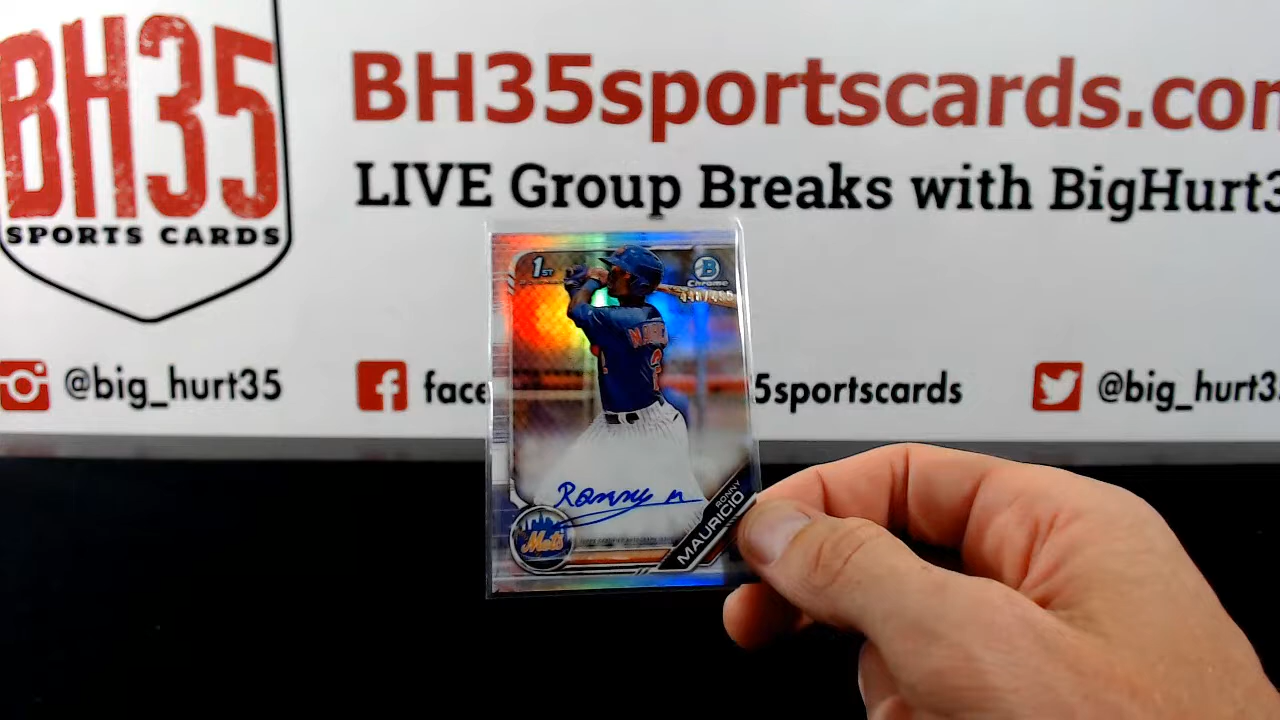 BH35
SPORTS CARDS
BH35sportscards.com
LIVE Group Breaks with BigHurt3
@big_hurt35
face
5sportscards
@big_hurt3
1ST
B
Chrome
Ronny
Mets
RONNY
MAURICIO